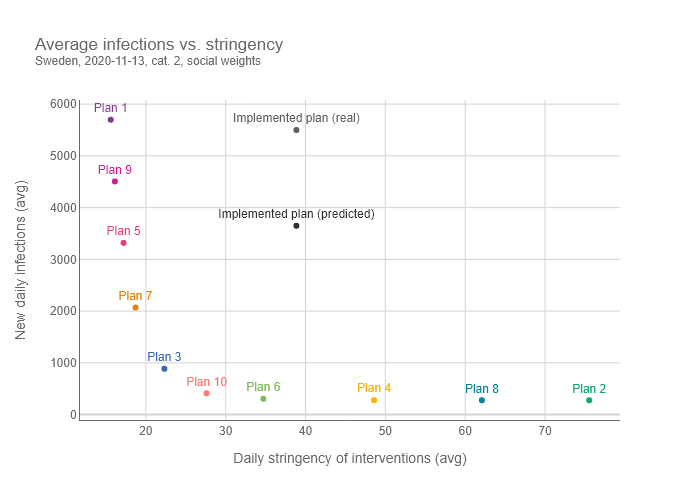 Average infections vs. stringency
Sweden, 2020-11-13, cat. 2, social weights
6000
5000
4000
3000
2000
1000
0
New daily infections (avg)
Plan 1
Implemented plan (real)
Plan 9
Implemented plan (predicted)
Plan 5
Plan 7
Plan 3
Plan 10
Plan 6
Plan 4
Plan 8
Plan 2
20
30
40
50
60
70
Daily stringency of interventions (avg)